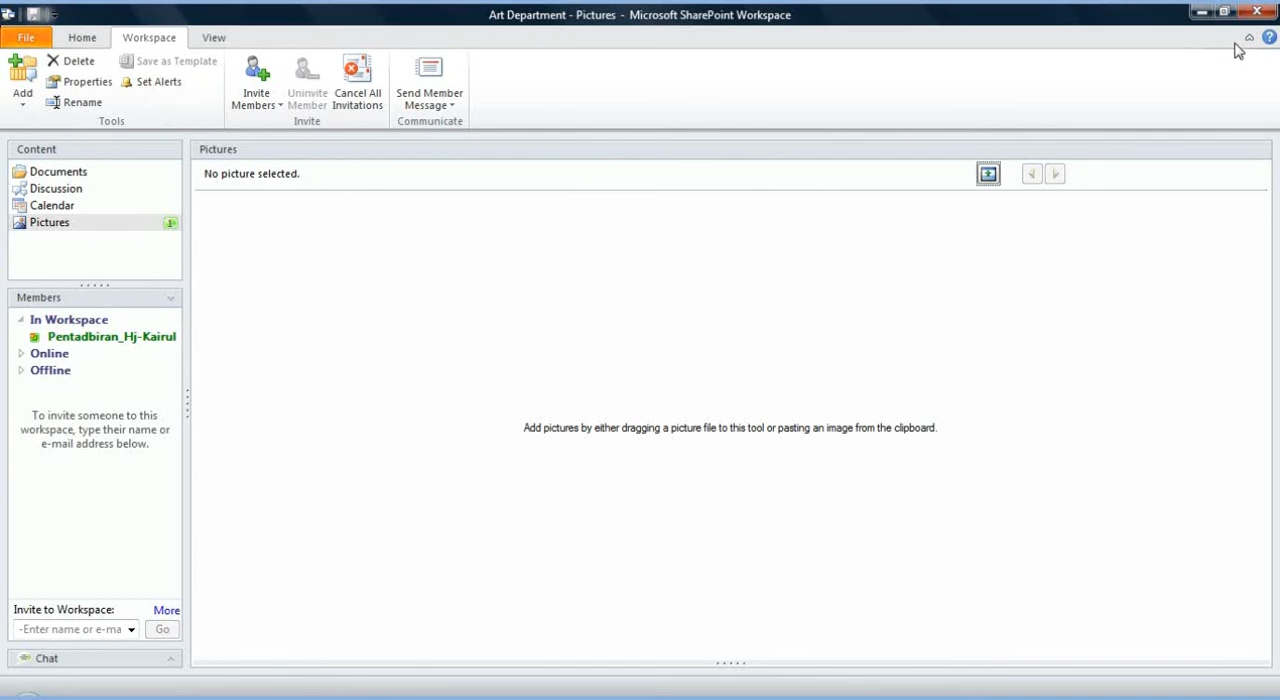 Art Department - Pictures - Microsoft SharePoint Workspace
File Home Workspace View
Add
Delete
Properties
Rename
Save as Template
Set Alerts
Tools
Invite
Members
Uninvite
Member
Cancel All
Invitations
Invite
Send Member
Message
Communicate
Content
Documents
Discussion
Calendar
Pictures
Members
In Workspace
Pentadbiran_Hj-Kairul
Online
Offline
To invite someone to this
workspace, type their name or
e-mail address below.
Invite to Workspace: More
-Enter name or e-ma Go
Chat
Pictures
No picture selected.
Add pictures by either dragging a picture file to this tool or pasting an image from the clipboard.